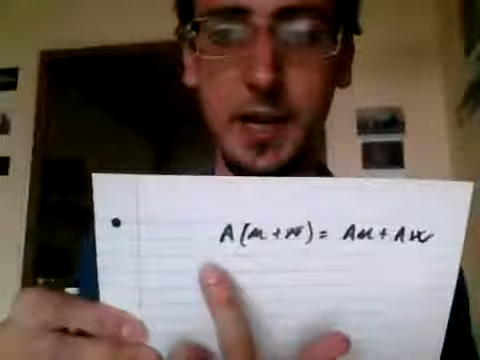 A(u+v) = Au + Av